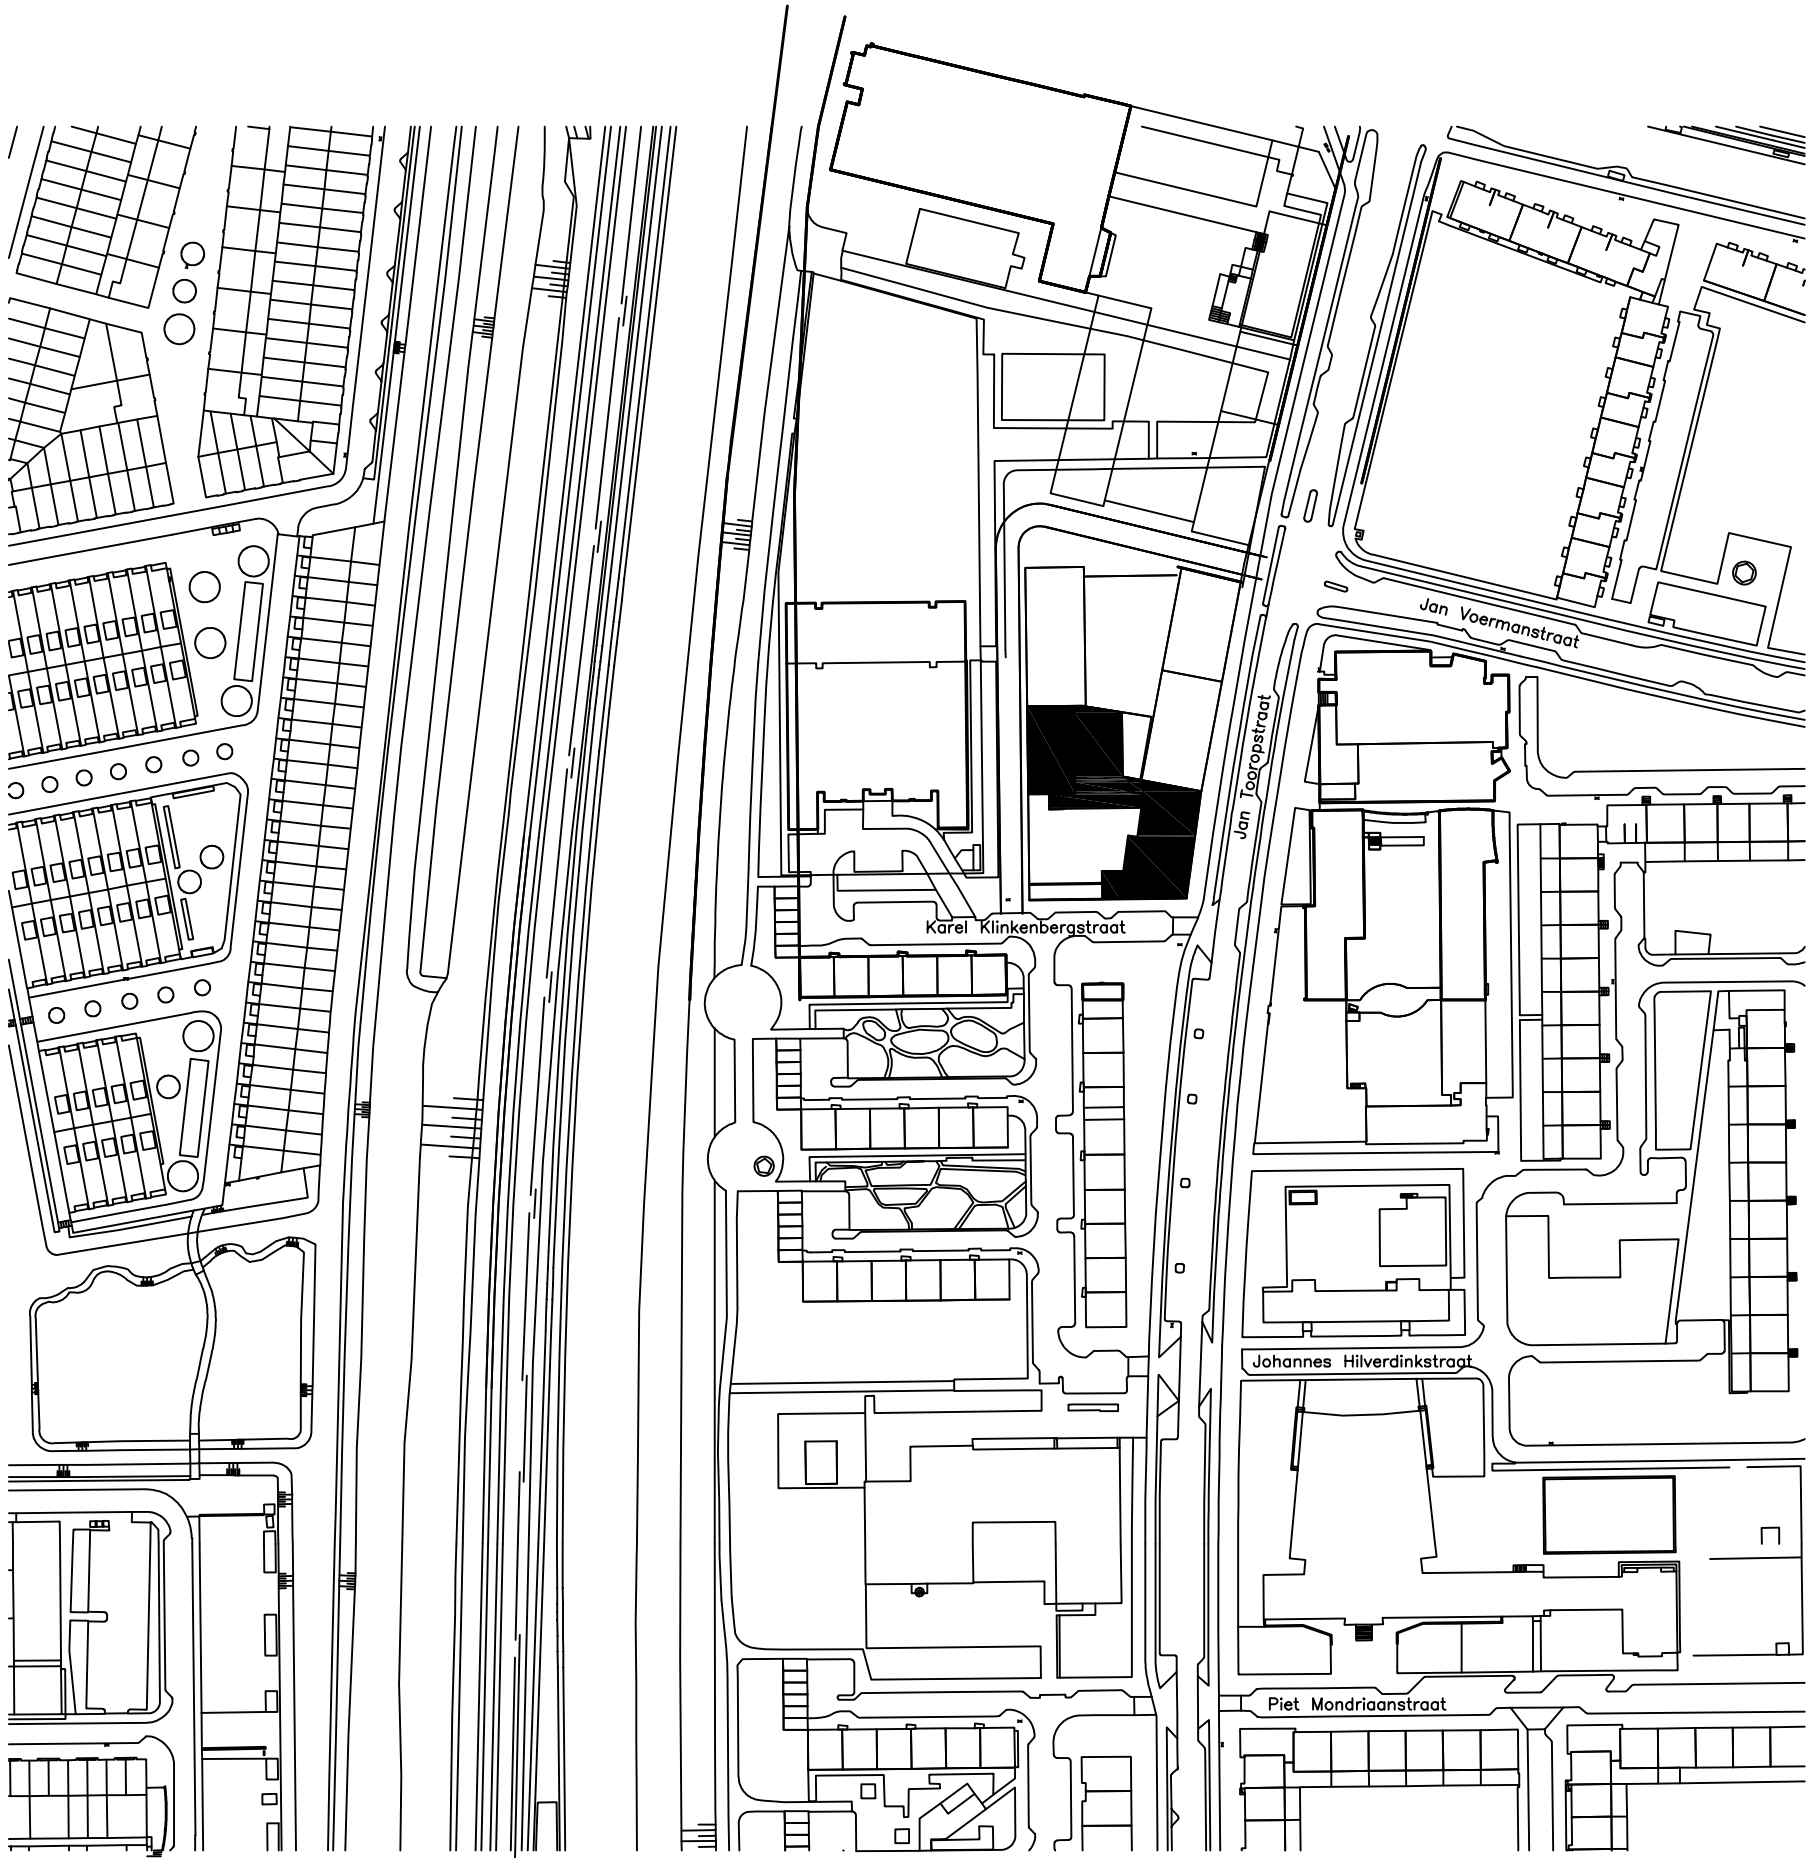 Jan Voermanstraat
Jan Tooropstraat
Karel Klinkenbergstraat
Johannes Hilverdinkstraat
Piet Mondriaanstraat